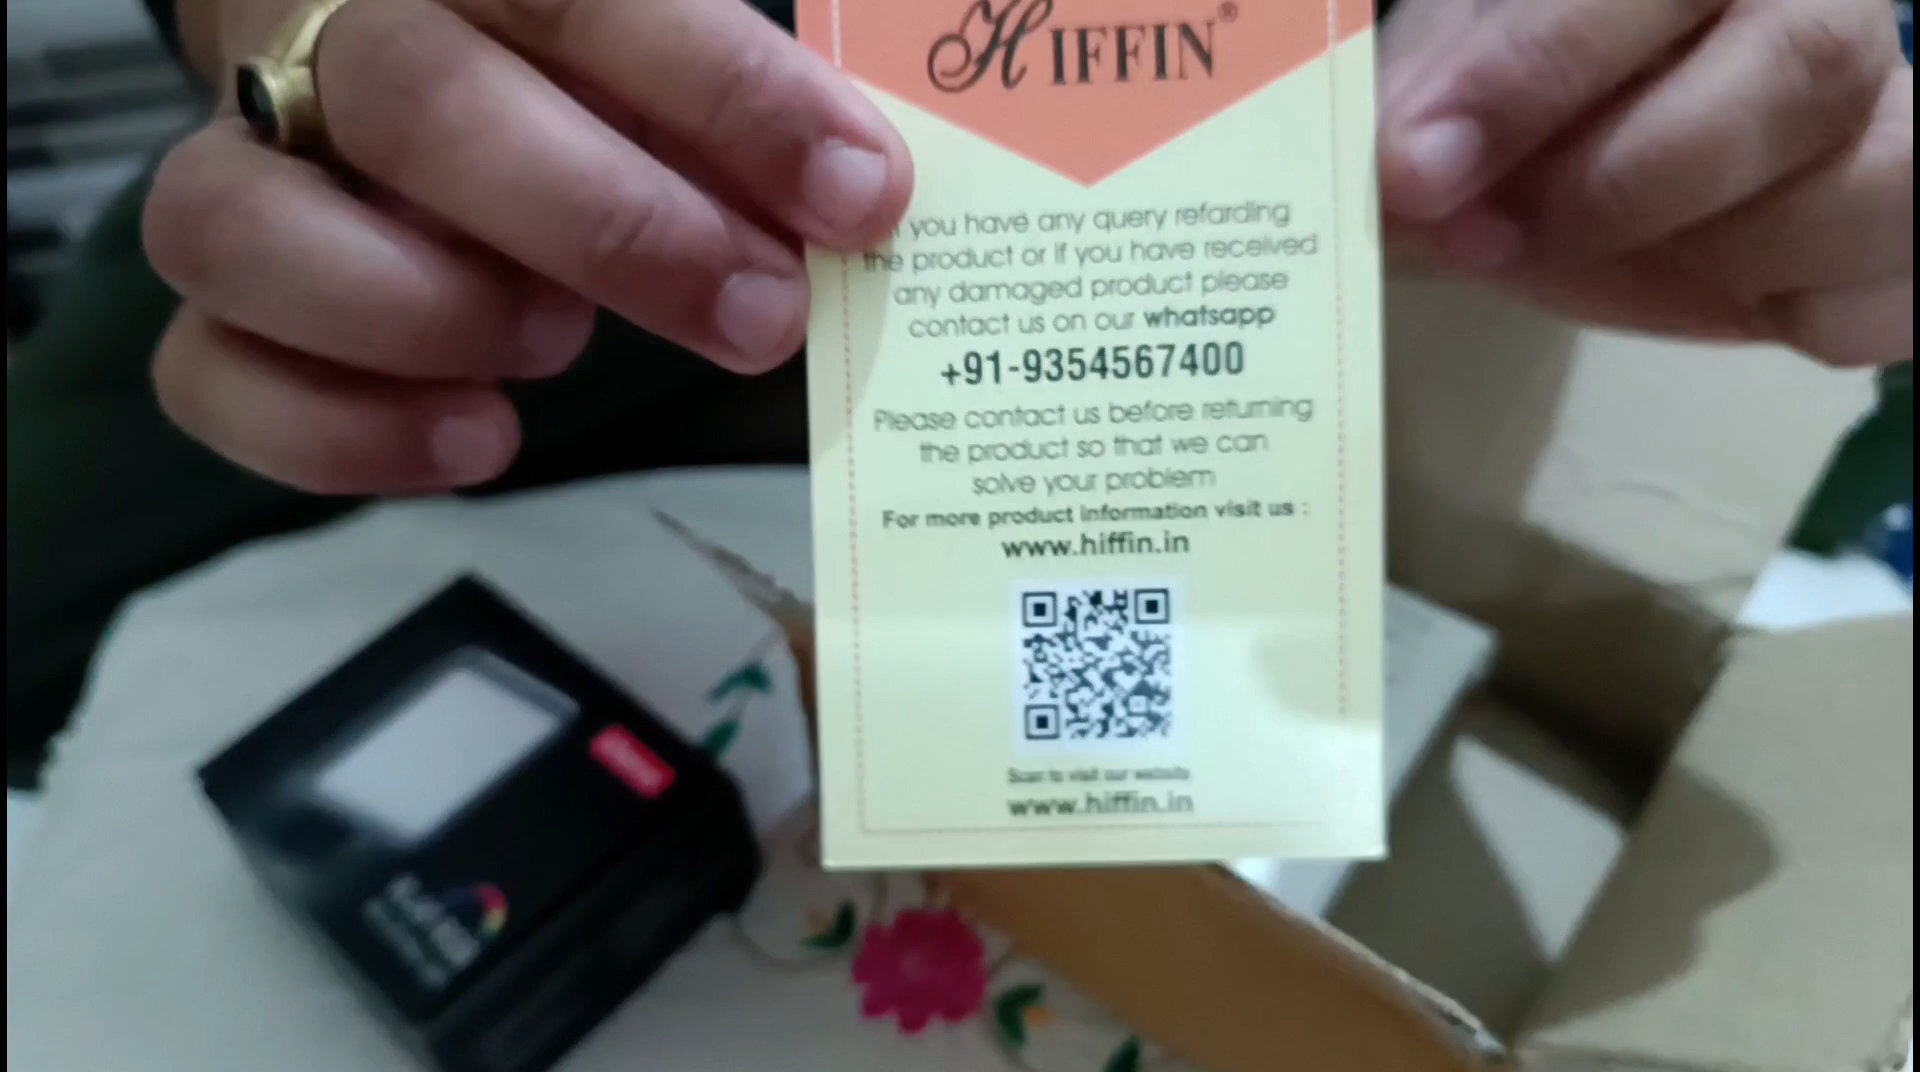 HIFFIN®
you have any query refarding
the product or if you have received
any damaged product please
contact us on our whatsapp
+91-9354567400
Please contact us before returning
the product so that we can
solve your problem
For more product information visit us :
www.hiffin.in
Scan to visit our website
www.hiffin.in